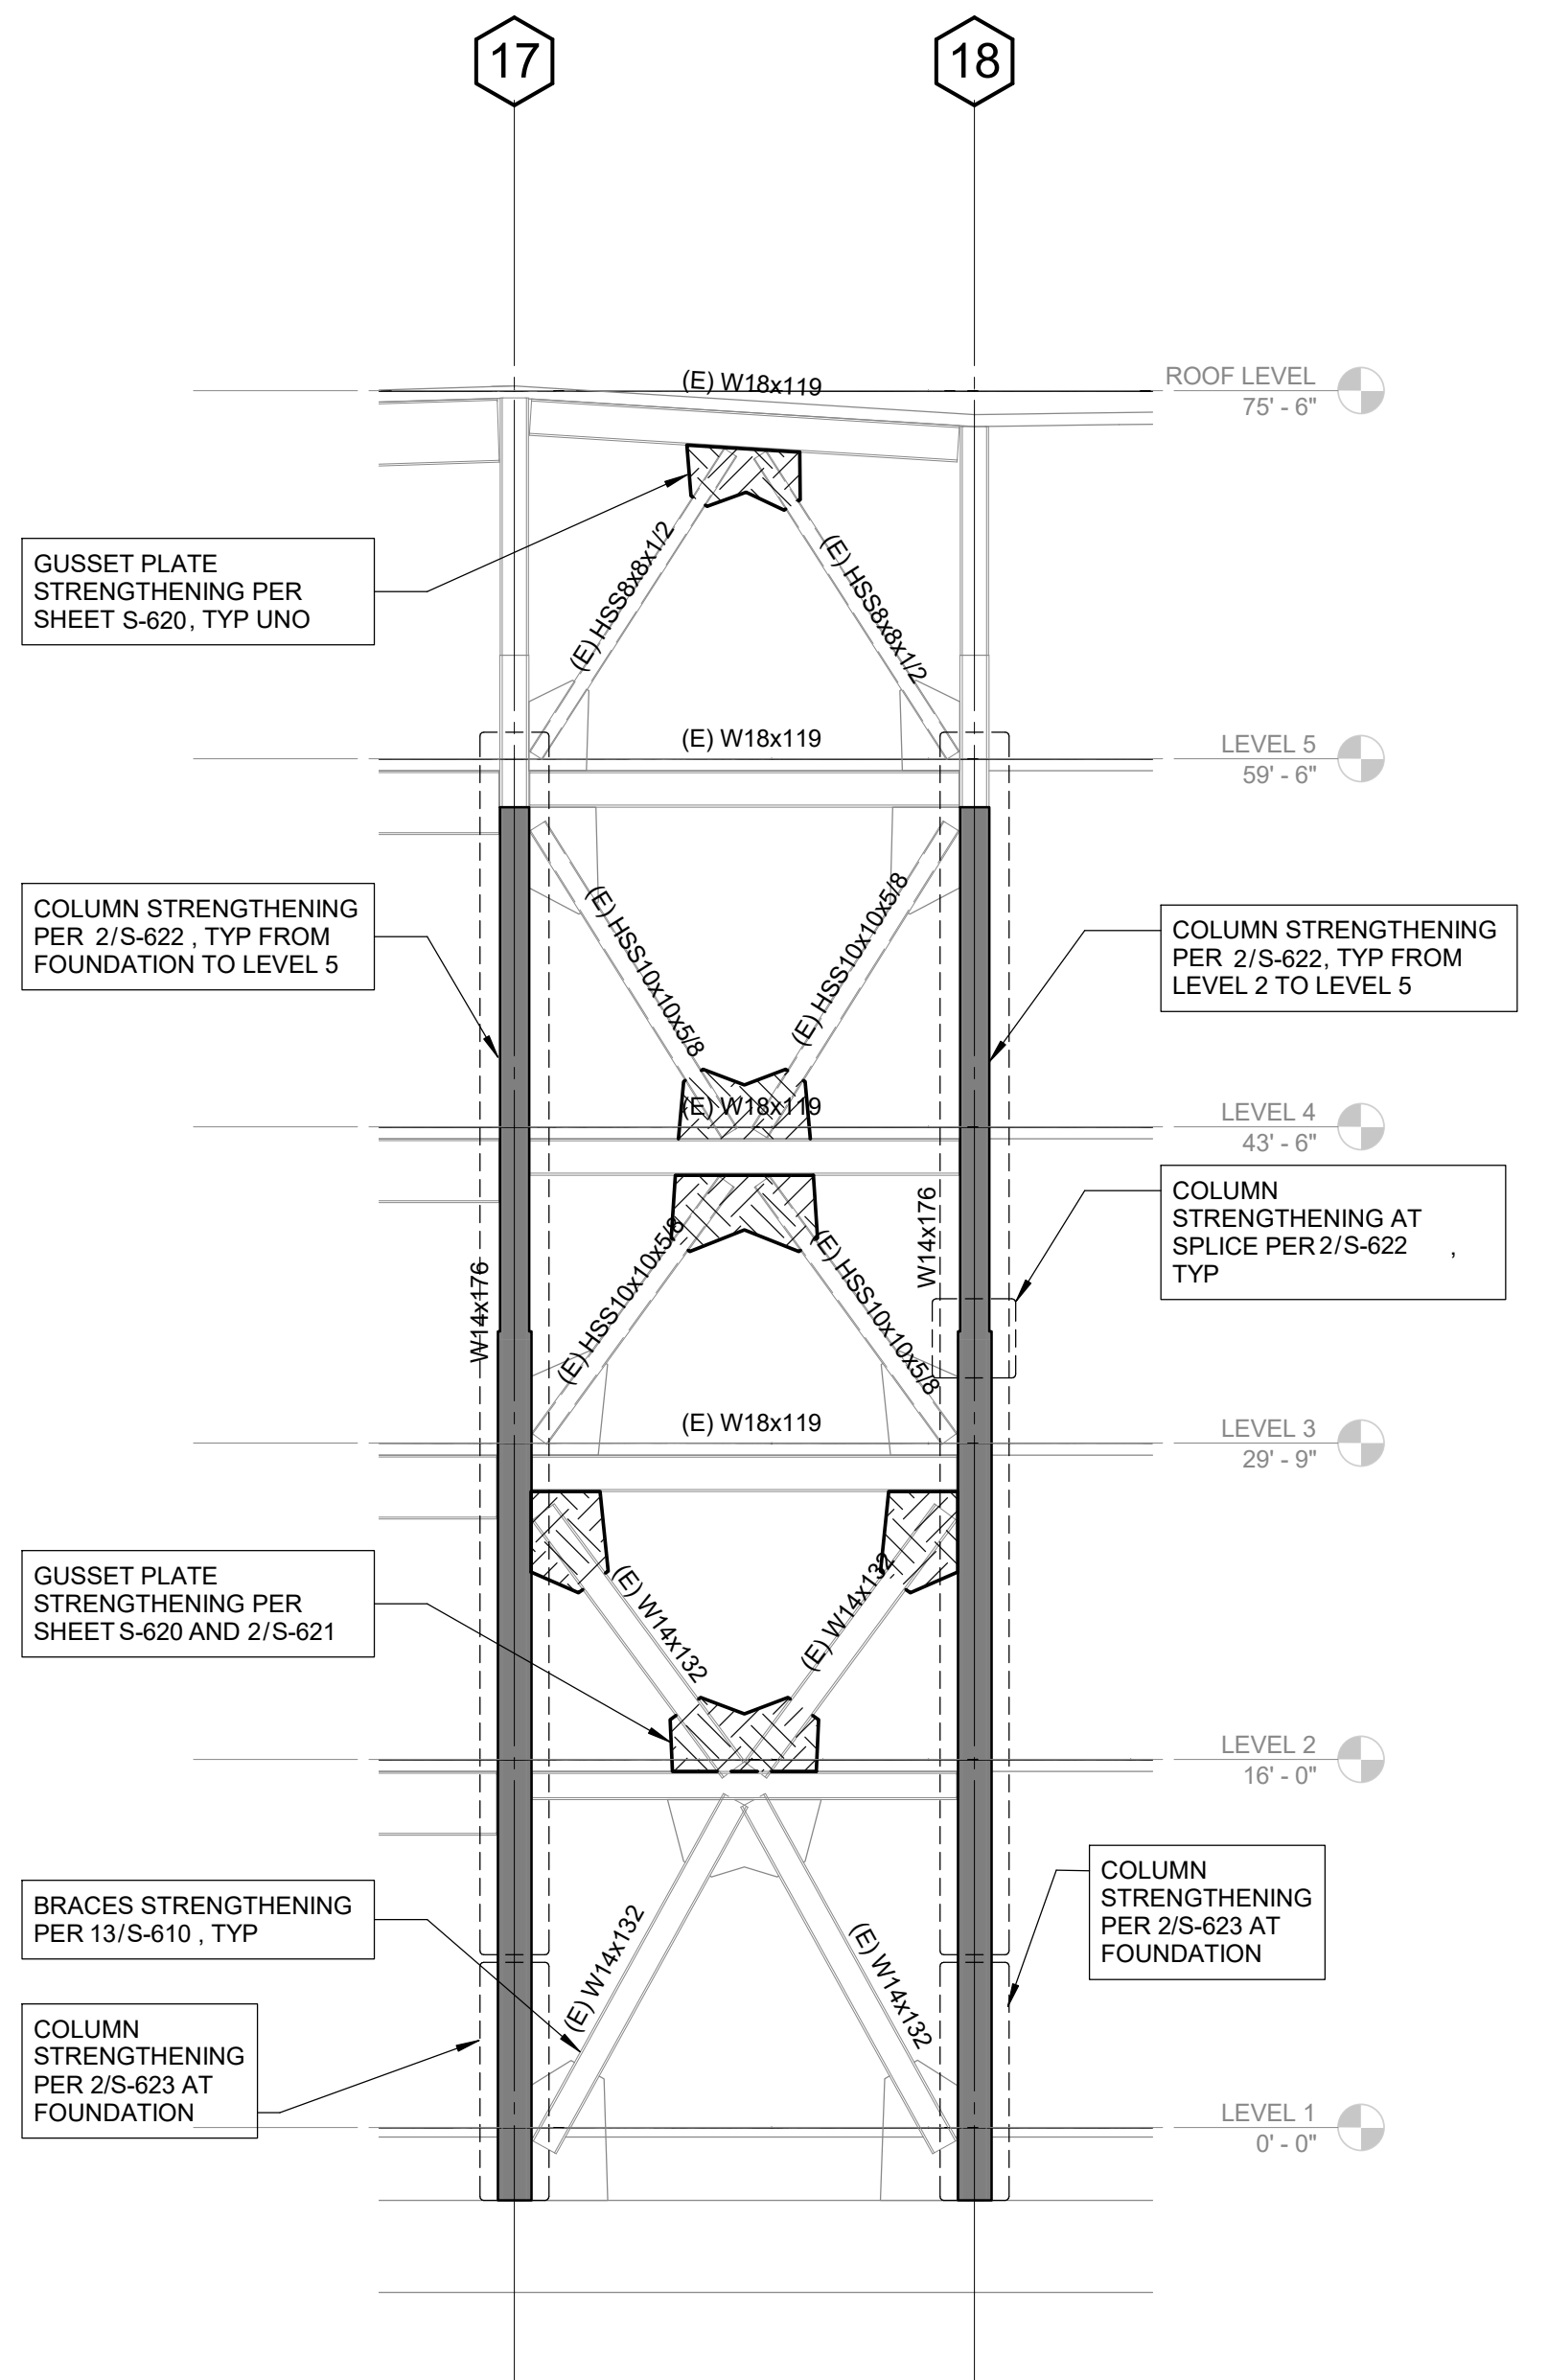 17
18
(E) W18x119
ROOF LEVEL
75' - 6"
GUSSET PLATE
STRENGTHENING PER
SHEET S-620, TYP UNO
(E) HSS8x8x1/2
(E) HSS8x8x1/2
(E) W18x119
LEVEL 5
59' - 6"
COLUMN STRENGTHENING
PER 2/S-622 , TYP FROM
FOUNDATION TO LEVEL 5
(E) HSS10x10x5/8
(E) HSS10x10x5/8
COLUMN STRENGTHENING
PER 2/S-622, TYP FROM
LEVEL 2 TO LEVEL 5
(E) W18x119
LEVEL 4
43' - 6"
COLUMN
STRENGTHENING AT
SPLICE PER 2/S-622 ,
TYP
W14x176
W14x176
(E) HSS10x10x5/8
(E) HSS10x10x5/8
(E) W18x119
LEVEL 3
29' - 9"
GUSSET PLATE
STRENGTHENING PER
SHEET S-620 AND 2/S-621
(E) W14x132
(E) W14x132
LEVEL 2
16' - 0"
BRACES STRENGTHENING
PER 13/S-610 , TYP
(E) W14x132
(E) W14x132
COLUMN
STRENGTHENING
PER 2/S-623 AT
FOUNDATION
COLUMN
STRENGTHENING
PER 2/S-623 AT
FOUNDATION
LEVEL 1
0' - 0"